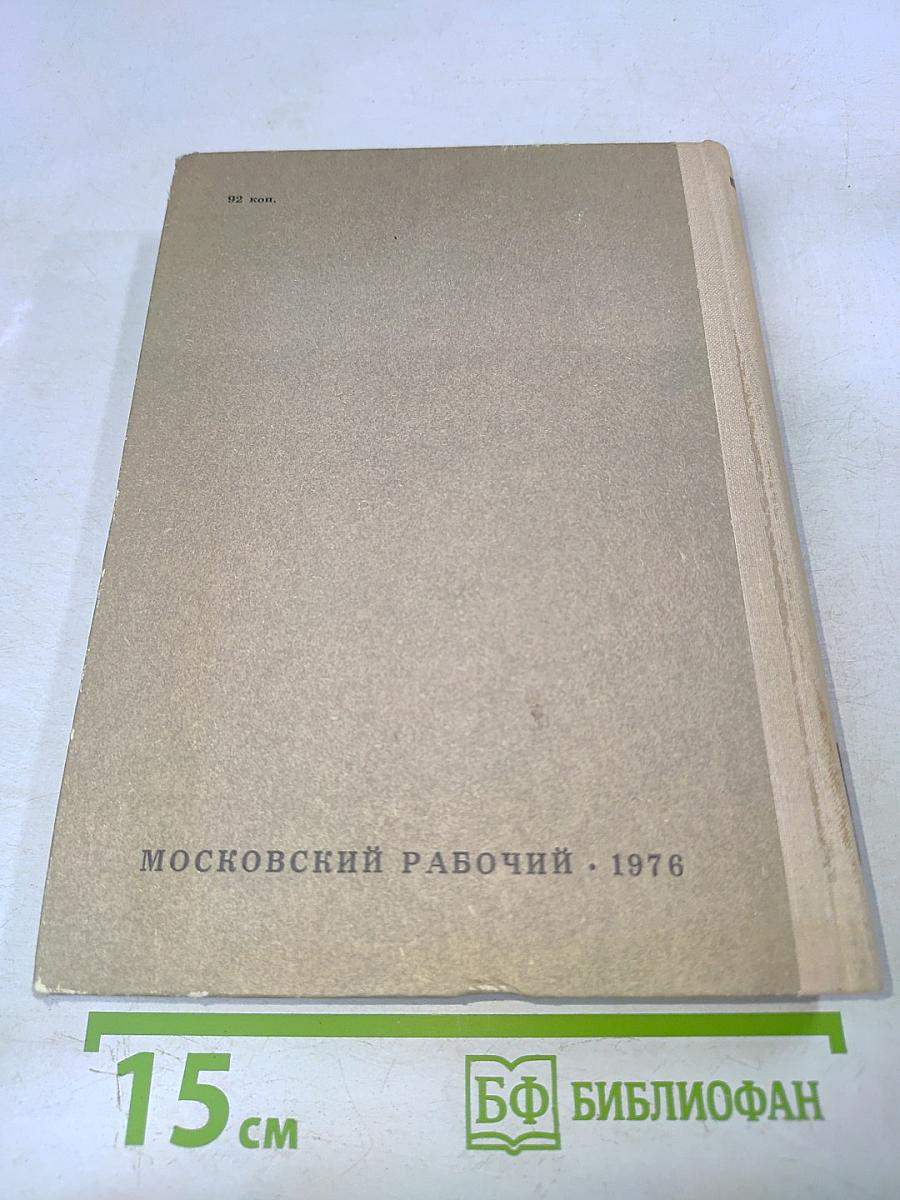 92 коп.
МОСКОВСКИЙ РАБОЧИЙ · 1976
15 см
БФ БИБЛИОФАН